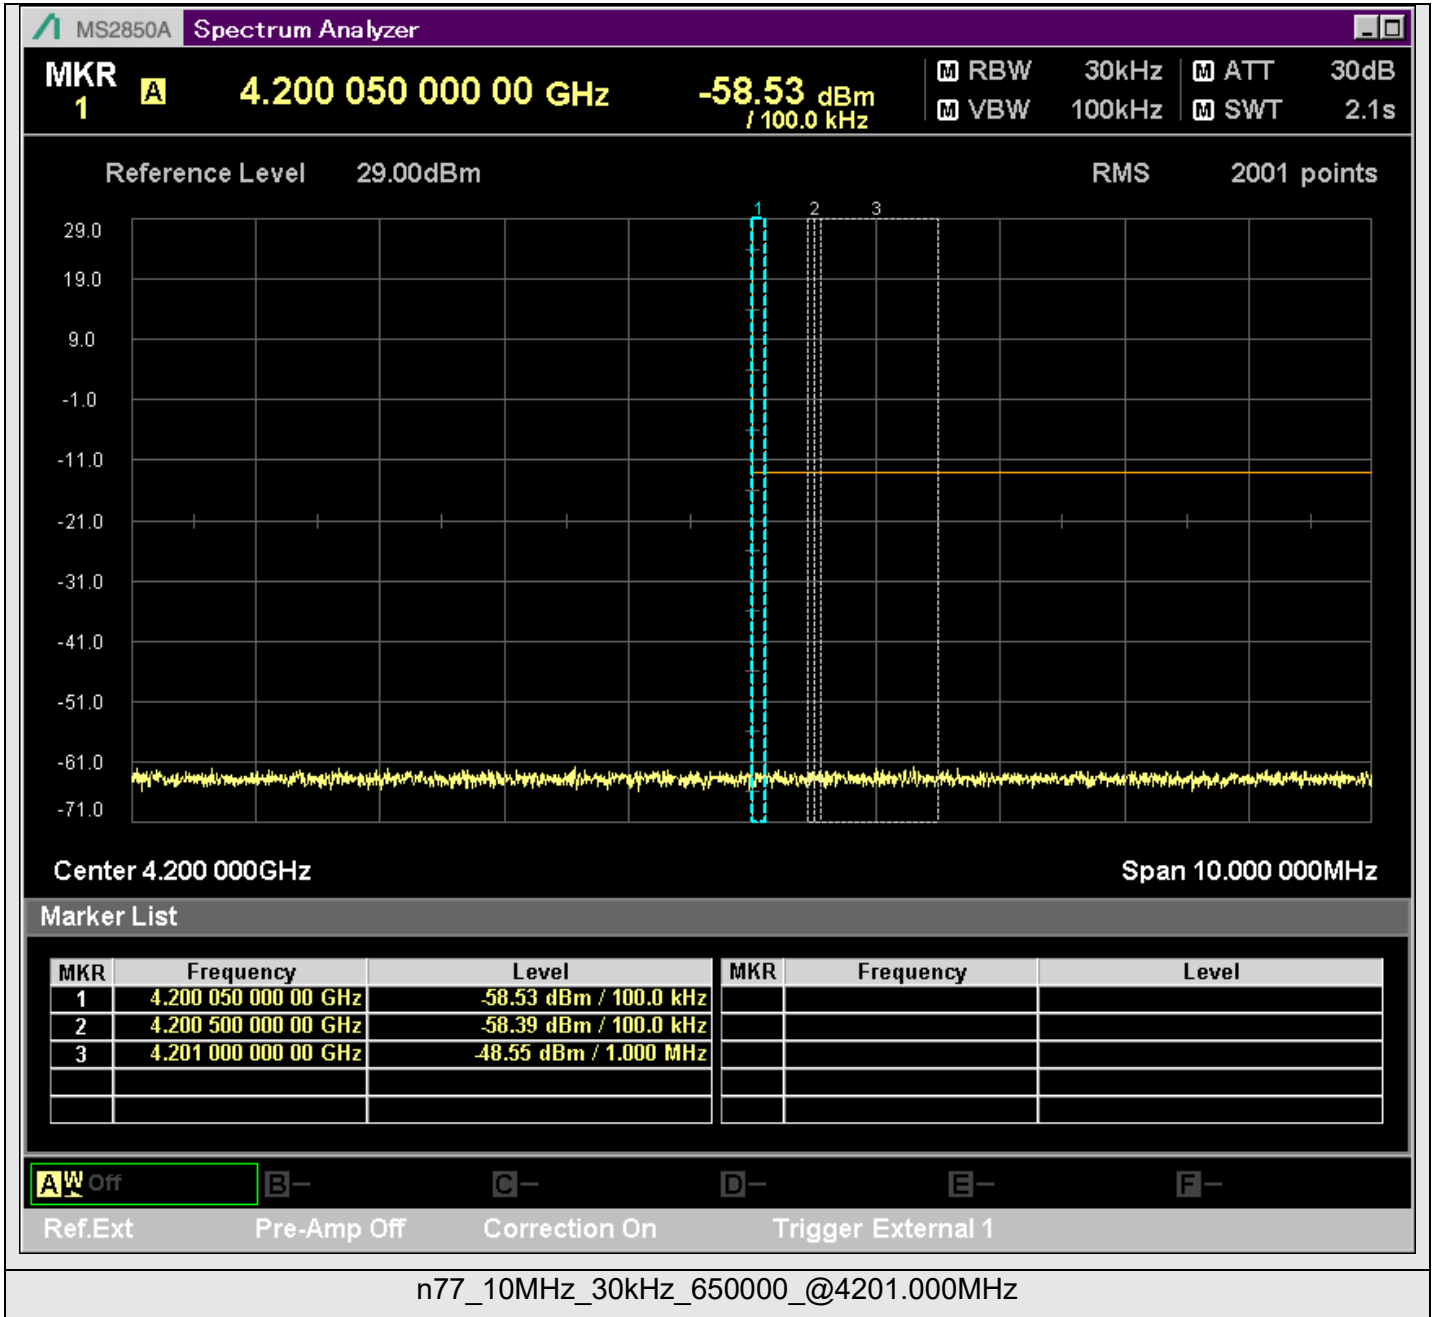 MS2850A Spectrum Analyzer
MKR 1 A 4.200 050 000 00 GHz -58.53 dBm / 100.0 kHz
M RBW 30kHz M ATT 30dB
M VBW 100kHz M SWT 2.1s
Reference Level 29.00dBm RMS 2001 points
1 2 3
29.0
19.0
9.0
-1.0
-11.0
-21.0
-31.0
-41.0
-51.0
-61.0
-71.0
Center 4.200 000GHz Span 10.000 000MHz
Marker List
MKR Frequency Level MKR Frequency Level
1 4.200 050 000 00 GHz -58.53 dBm / 100.0 kHz
2 4.200 500 000 00 GHz -58.39 dBm / 100.0 kHz
3 4.201 000 000 00 GHz -48.55 dBm / 1.000 MHz
A W Off B- C- D- E- F-
Ref.Ext Pre-Amp Off Correction On Trigger External 1
n77_10MHz_30kHz_650000_@4201.000MHz